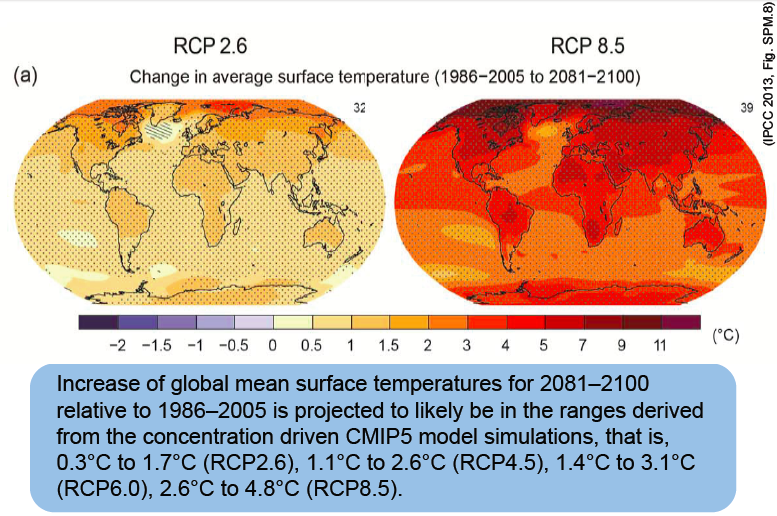 RCP 2.6
RCP 8.5
(a)
Change in average surface temperature (1986−2005 to 2081−2100)
32
39
(IPCC 2013, Fig. SPM.8)
−2 −1.5 −1 −0.5 0 0.5 1 1.5 2 3 4 5 7 9 11
(°C)
Increase of global mean surface temperatures for 2081–2100
relative to 1986–2005 is projected to likely be in the ranges derived
from the concentration driven CMIP5 model simulations, that is,
0.3°C to 1.7°C (RCP2.6), 1.1°C to 2.6°C (RCP4.5), 1.4°C to 3.1°C
(RCP6.0), 2.6°C to 4.8°C (RCP8.5).